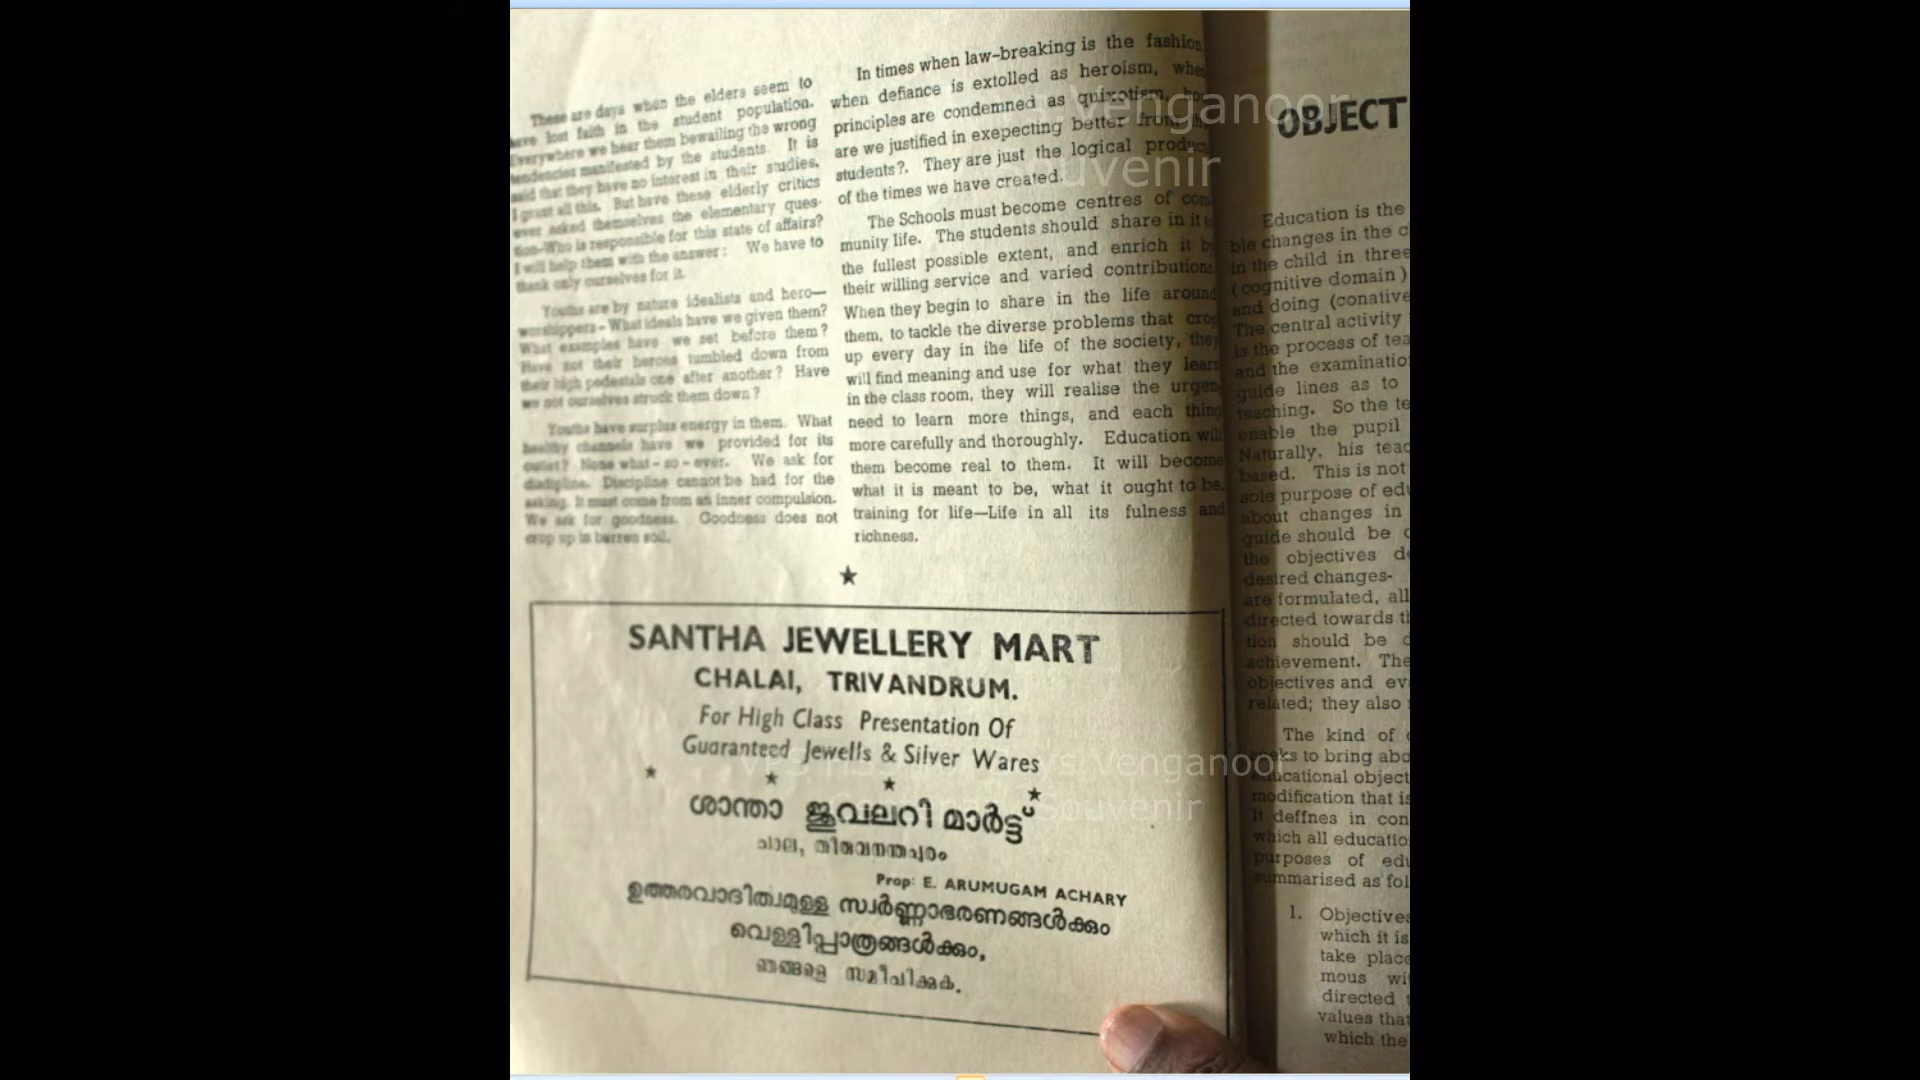 These are days when the elders seem to
have lost faith in the student population.
Everywhere we hear them bewailing the wrong
tendencies manifested by the students. It is
said that they have no interest in their studies.
I grant all this. But have these elderly critics
ever asked themselves the elementary ques-
tion-Who is responsible for this state of affairs?
I will help them with the answer: We have to
thank only ourselves for it.
Youths are by nature idealists and hero—
worshippers-What ideals have we given them?
What examples have we set before them?
Have not their heroes tumbled down from
their high pedestals one after another? Have
we not ourselves struck them down?
Youths have surplus energy in them. What
healthy channels have we provided for its
outlet? None what-so-ever. We ask for
discipline. Discipline cannot be had for the
asking. It must come from an inner compulsion.
We ask for goodness. Goodness does not
crop up in barren soil.
In times when law-breaking is the fashion
when defiance is extolled as heroism, when
principles are condemned as quixotism, how
are we justified in exepecting better from
students?. They are just the logical product
of the times we have created.
The Schools must become centres of com-
munity life. The students should share in it to
the fullest possible extent, and enrich it by
their willing service and varied contributions
When they begin to share in the life around
them, to tackle the diverse problems that crop
up every day in ihe life of the society, they
will find meaning and use for what they learn
in the class room, they will realise the urgent
need to learn more things, and each thing
more carefully and thoroughly. Education will
them become real to them. It will become
what it is meant to be, what it ought to be,
training for life—Life in all its fulness and
richness.
SANTHA JEWELLERY MART
CHALAI, TRIVANDRUM.
For High Class Presentation Of
Guaranteed Jewells & Silver Wares
ശാന്താ ജൂവലറി മാർട്ട്
ചാല, തിരുവനന്തപുരം
Prop: E. ARUMUGAM ACHARY
ഉത്തരവാദിത്വമുള്ള സ്വർണ്ണാഭരണങ്ങൾക്കും
വെള്ളിപ്പാത്രങ്ങൾക്കും,
ഞങ്ങളെ സമീപിക്കുക.
OBJECT
Education is the
ble changes in the c
in the child in three
(cognitive domain)
and doing (conative
The central activity
is the process of tea
and the examinatio
guide lines as to
teaching. So the te
enable the pupil
Naturally, his teac
based. This is not
sole purpose of edu
about changes in
guide should be c
the objectives de
desired changes-
are formulated, all
directed towards th
tion should be d
achievement. The
objectives and ev
related; they also
The kind of
seeks to bring abo
educational object
modification that is
It deffnes in con
which all educatio
purposes of edu
summarised as fol
1. Objectives
which it is
take place
mous wi
directed t
values that
which the
Venganoor
Souvenir
Venganoor
Souvenir